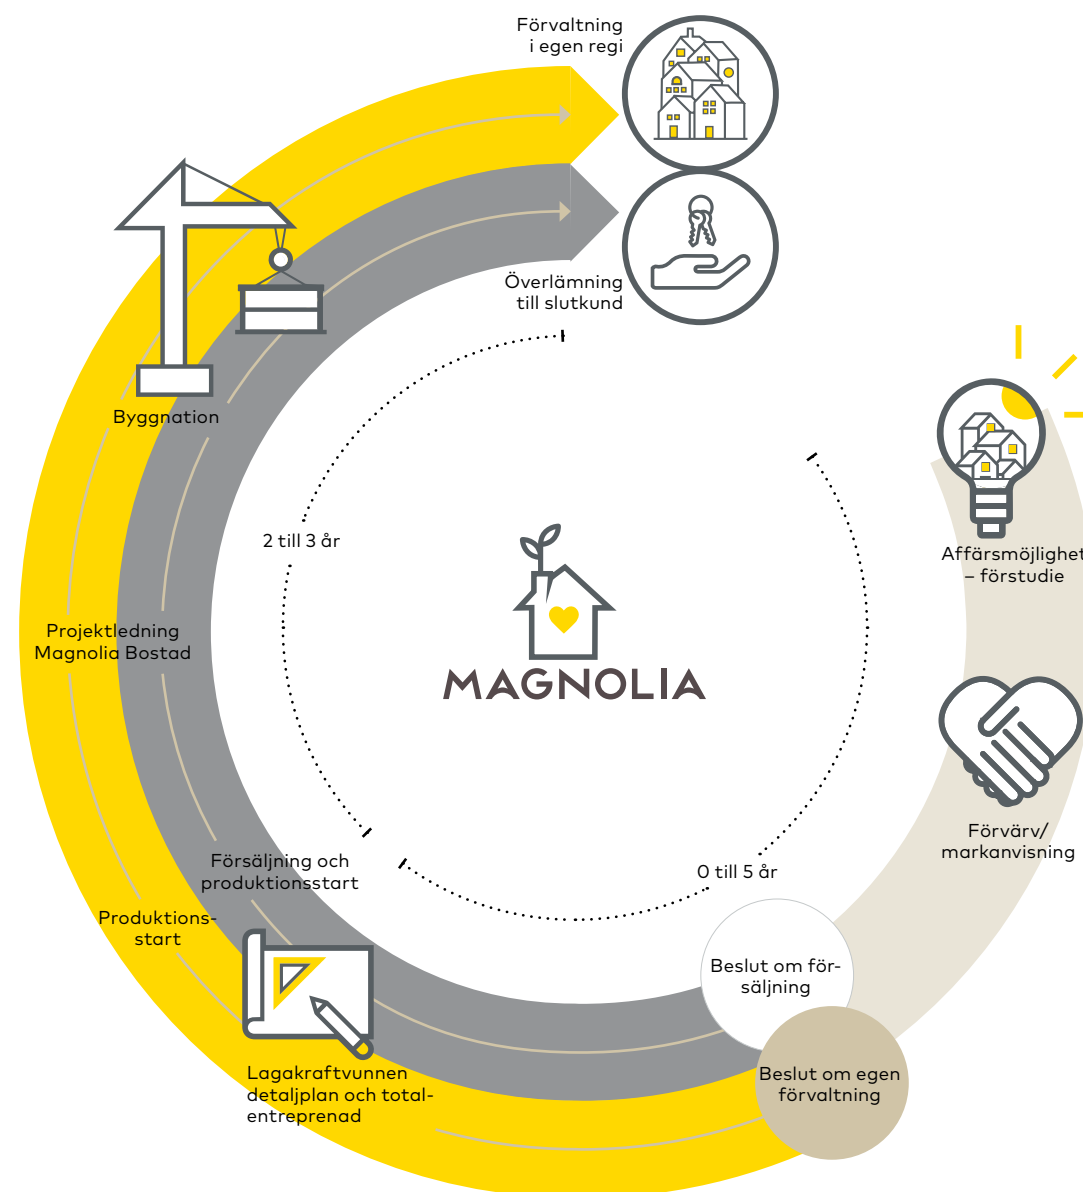 Förvaltning
i egen regi
Överlämning
till slutkund
Byggnation
2 till 3 år
Affärsmöjlighet
– förstudie
Projektledning
Magnolia Bostad
MAGNOLIA
Förvärv/
markanvisning
Försäljning och
produktionsstart
0 till 5 år
Produktions-
start
Beslut om för-
säljning
Lagakraftvunnen
detaljplan och total-
entreprenad
Beslut om egen
förvaltning